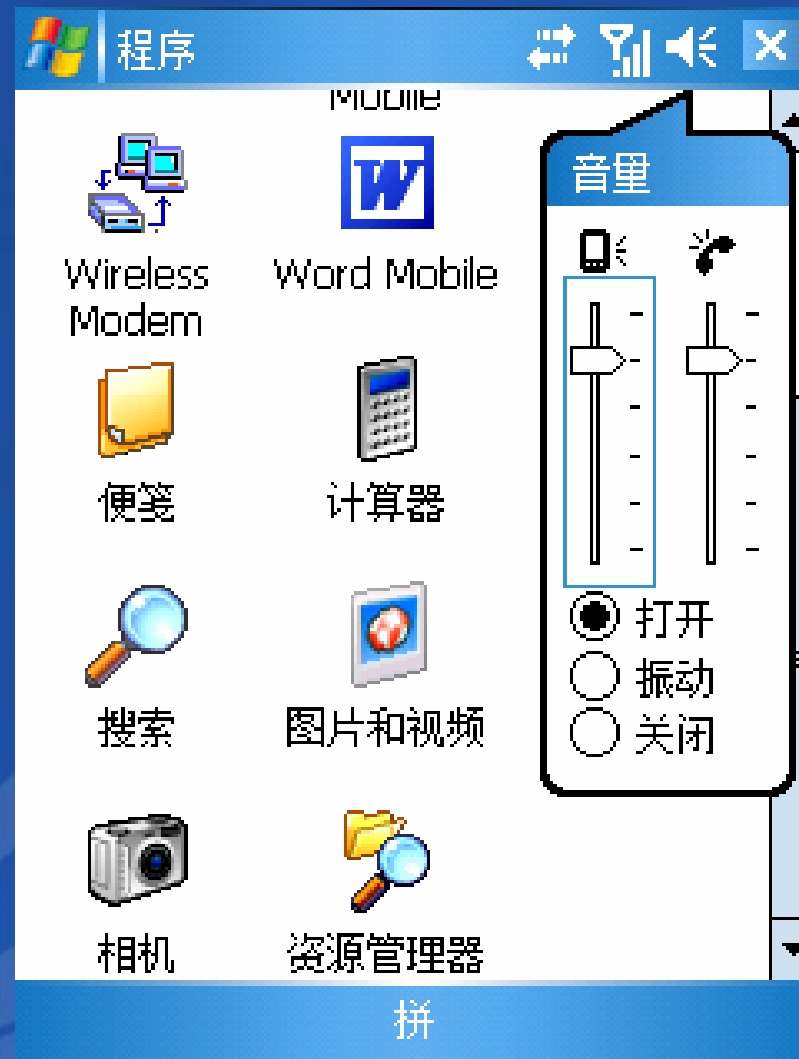 程序
Mobile
音量
Wireless
Modem
Word Mobile
便笺
计算器
打开
振动
关闭
搜索
图片和视频
相机
资源管理器
拼